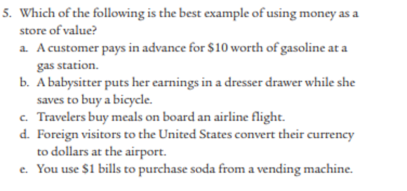 5. Which of the following is the best example of using money as a
store of value?
a. A customer pays in advance for $10 worth of gasoline at a
gas station.
b. A babysitter puts her earnings in a dresser drawer while she
saves to buy a bicycle.
c. Travelers buy meals on board an airline flight.
d. Foreign visitors to the United States convert their currency
to dollars at the airport.
e. You use $1 bills to purchase soda from a vending machine.